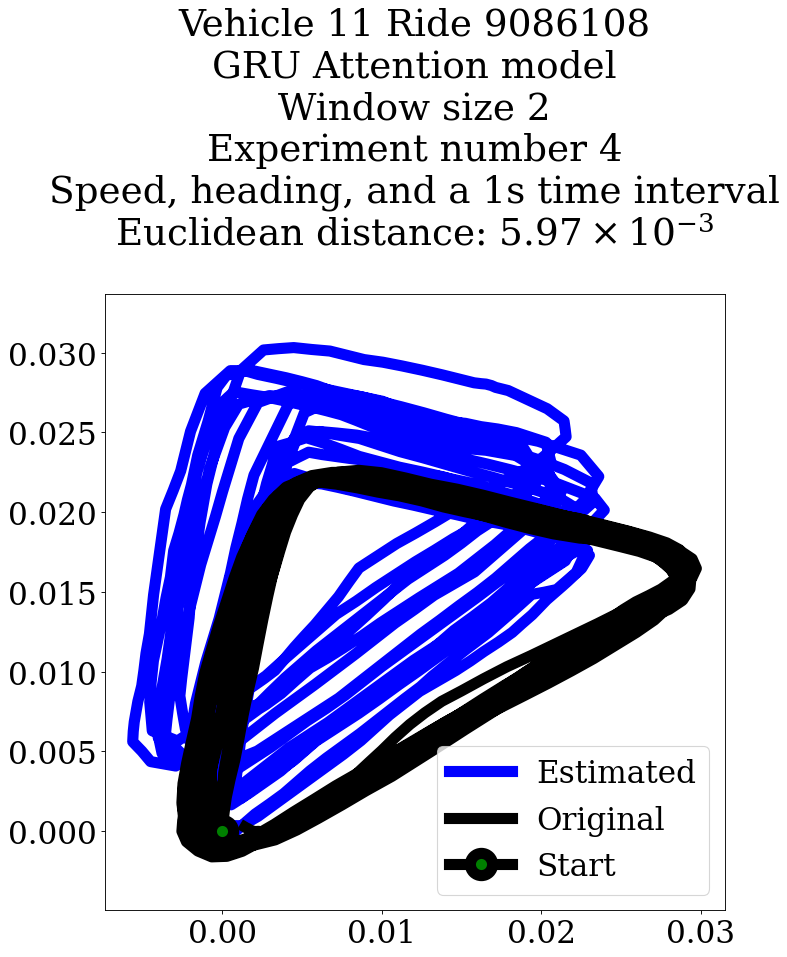 Vehicle 11 Ride 9086108
GRU Attention model
Window size 2
Experiment number 4
Speed, heading, and a 1s time interval
Euclidean distance: 5.97 × 10⁻³
0.030
0.025
0.020
0.015
0.010
0.005
0.000
Estimated
Original
Start
0.00 0.01 0.02 0.03